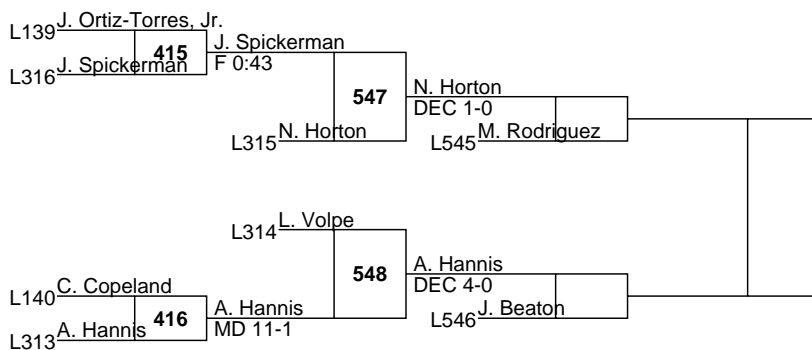 J. Ortiz-Torres, Jr.
L139
415
J. Spickerman
L316
J. Spickerman
F 0:43
547
N. Horton
L315
N. Horton
DEC 1-0
M. Rodriguez
L545
L. Volpe
L314
548
A. Hannis
DEC 4-0
C. Copeland
L140
416
A. Hannis
L313
A. Hannis
MD 11-1
J. Beaton
L546